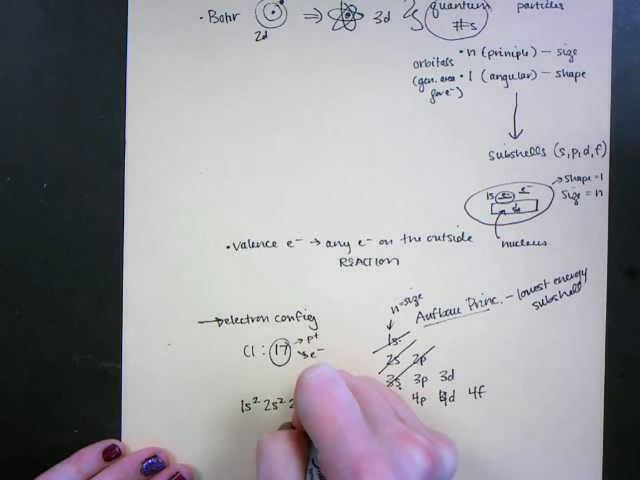 • Bohr 2d ⇒ 3d { quantum #s particles
orbitals • n (priniple) – size
(gen. area for e⁻) • l (angular) – shape
subshells (s,p,d,f)
1s e⁻ → shape = l
size = n
nucleus
• valence e⁻ → any e⁻ on the outside
REACTION
n=size
Aufbau Princ. – lowest energy subshell
→ electron config
Cl : 17 → p⁺
↘ e⁻
1s
2s 2p
3s 3p 3d
4p 4d 4f
1s² 2s² 2